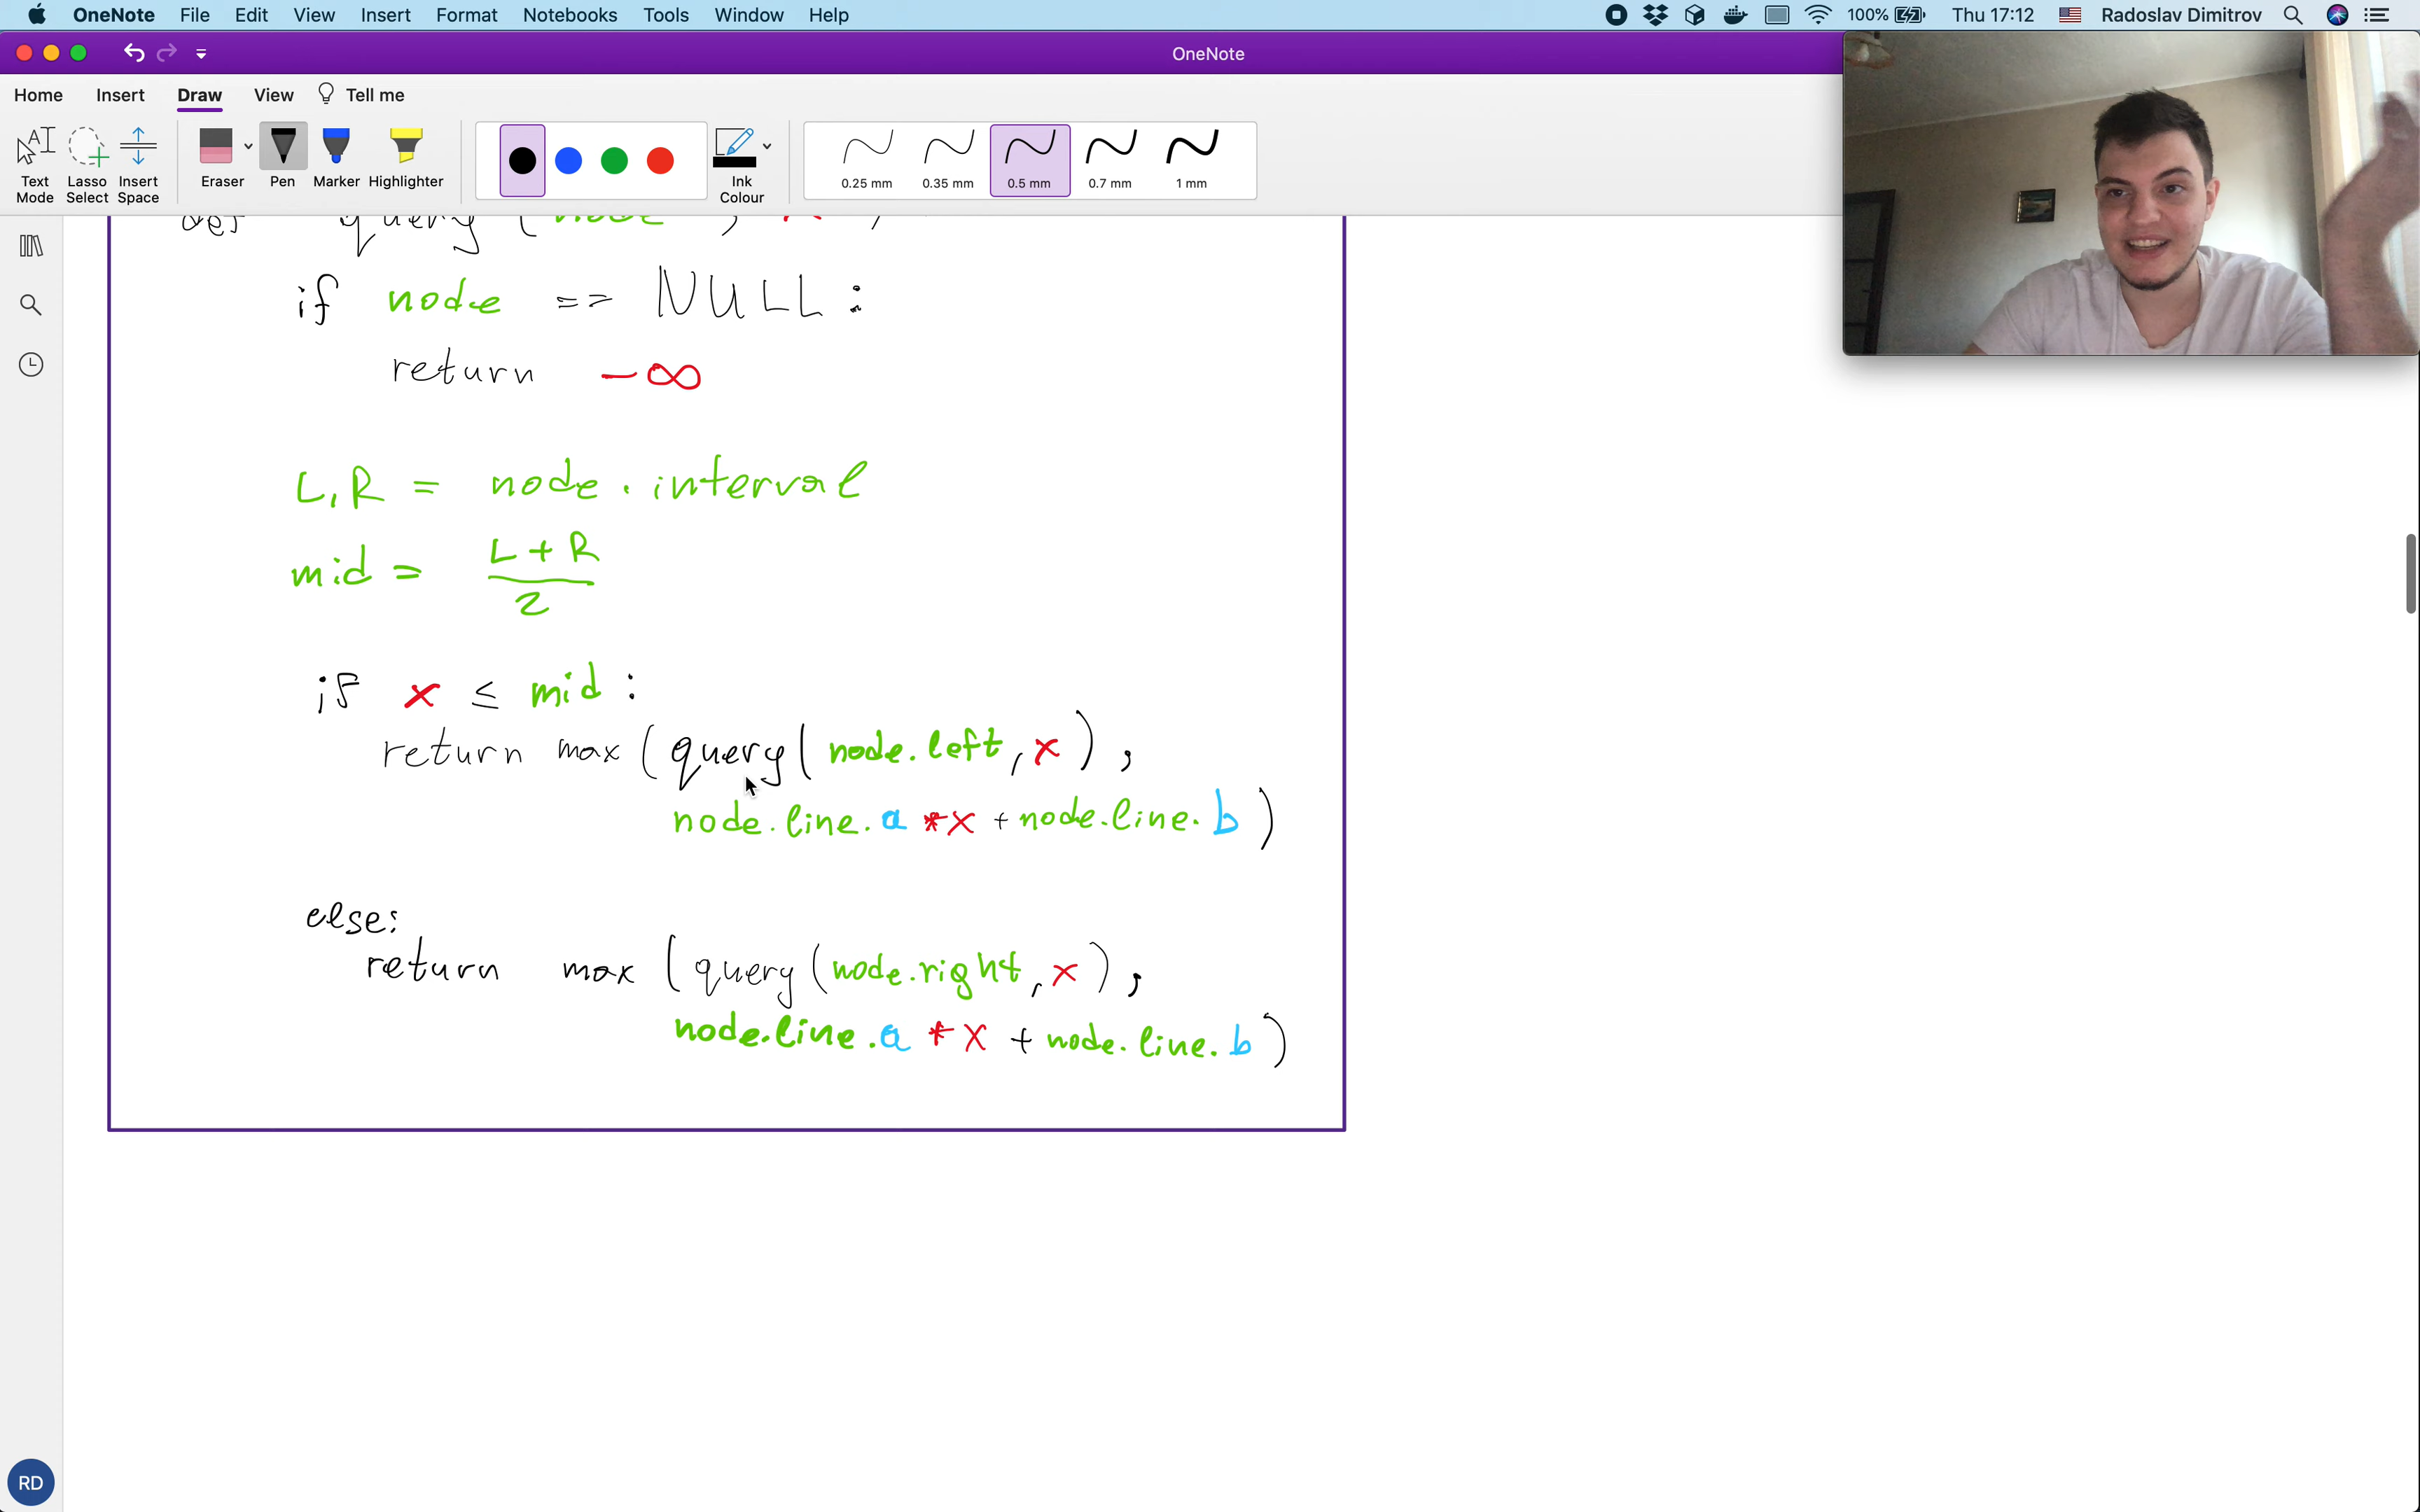 OneNote File Edit View Insert Format Notebooks Tools Window Help 100% Thu 17:12 Radoslav Dimitrov
OneNote
Home Insert Draw View Tell me
Text Mode
Lasso Select
Insert Space
Eraser
Pen
Marker
Highlighter
Ink Colour
0.25 mm
0.35 mm
0.5 mm
0.7 mm
1 mm
def query (node , x )
if node == NULL :
return -∞
L, R = node . interval
mid = L + R
2
if x ≤ mid :
return max (query( node.left, x ) ,
node.line.a *x + node.line.b )
else:
return max (query (node.right, x ) ,
node.line.a * x + node.line.b )
RD